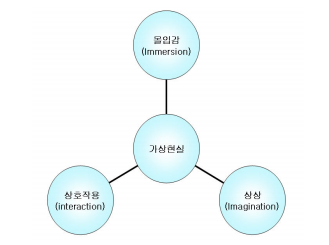 몰입감
(Immersion)
가상현실
상호작용
(interaction)
상상
(Imagination)